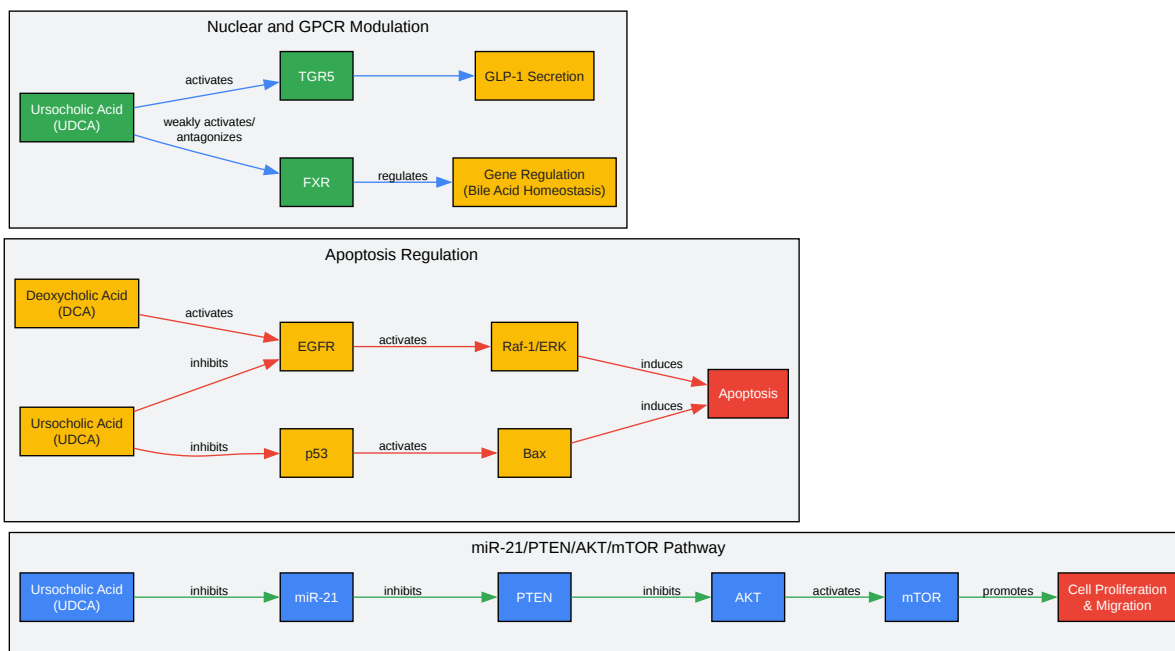 Nuclear and GPCR Modulation
Ursocholic Acid
(UDCA)
activates
weakly activates/
antagonizes
TGR5
GLP-1 Secretion
FXR
regulates
Gene Regulation
(Bile Acid Homeostasis)
Apoptosis Regulation
Deoxycholic Acid
(DCA)
activates
EGFR
activates
Raf-1/ERK
induces
inhibits
Apoptosis
Ursocholic Acid
(UDCA)
inhibits
p53
activates
Bax
induces
miR-21/PTEN/AKT/mTOR Pathway
Ursocholic Acid
(UDCA)
inhibits
miR-21
inhibits
PTEN
inhibits
AKT
activates
mTOR
promotes
Cell Proliferation
& Migration